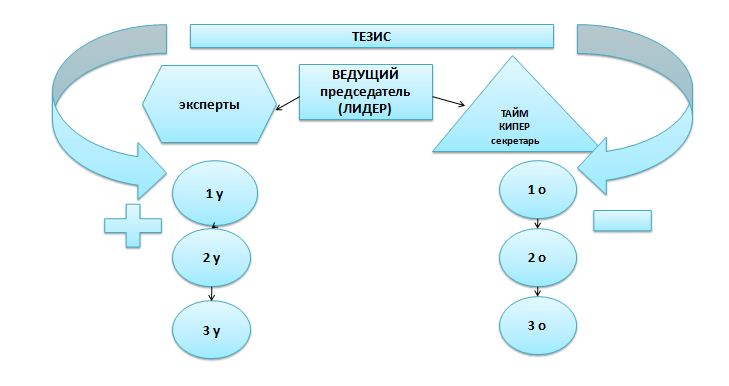 ТЕЗИС
эксперты
ВЕДУЩИЙ
председатель
(ЛИДЕР)
ТАЙМ
КИПЕР
секретарь
1 у
1 о
2 у
2 о
3 у
3 о